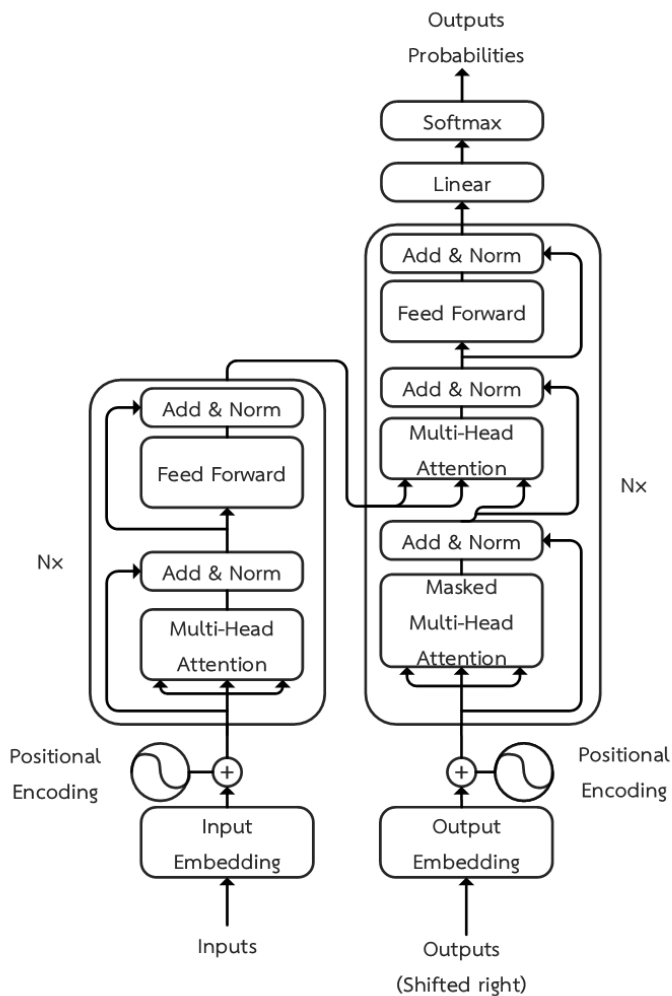 Outputs
Probabilities
Softmax
Linear
Add & Norm
Feed Forward
Add & Norm
Multi-Head
Attention
Nx
Add & Norm
Masked
Multi-Head
Attention
Positional
Encoding
Output
Embedding
Outputs
(Shifted right)
Add & Norm
Feed Forward
Nx
Add & Norm
Multi-Head
Attention
Positional
Encoding
+
+
Input
Embedding
Inputs